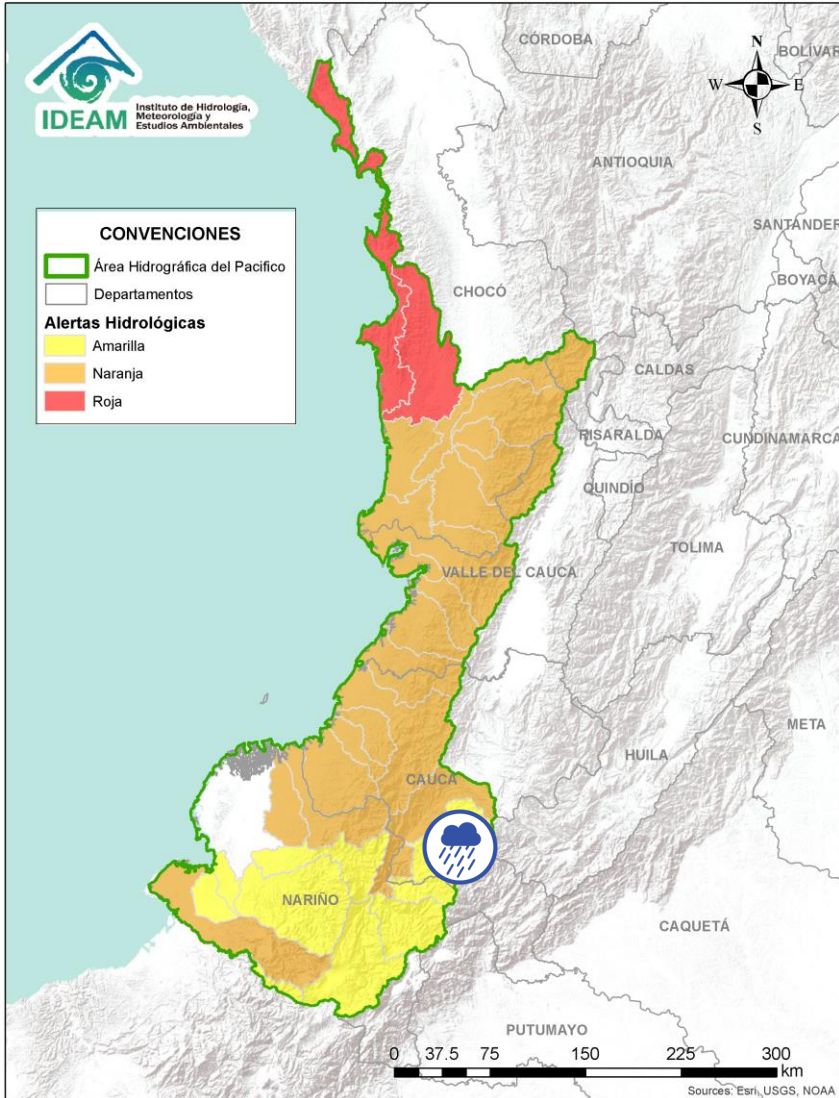 IDEAM
Instituto de Hidrología,
Meteorología y
Estudios Ambientales
CÓRDOBA
BOLÍVAR
N
W
E
S
ANTIOQUIA
SANTANDER
BOYACÁ
CONVENCIONES
Área Hidrográfica del Pacifico
Departamentos
Alertas Hidrológicas
Amarilla
Naranja
Roja
CHOCÓ
CALDAS
RISARALDA
CUNDINAMARCA
QUINDÍO
TOLIMA
VALLE DEL CAUCA
META
HUILA
CAUCA
NARIÑO
CAQUETÁ
PUTUMAYO
0 37.5 75 150 225 300
km
Sources: Esri, USGS, NOAA